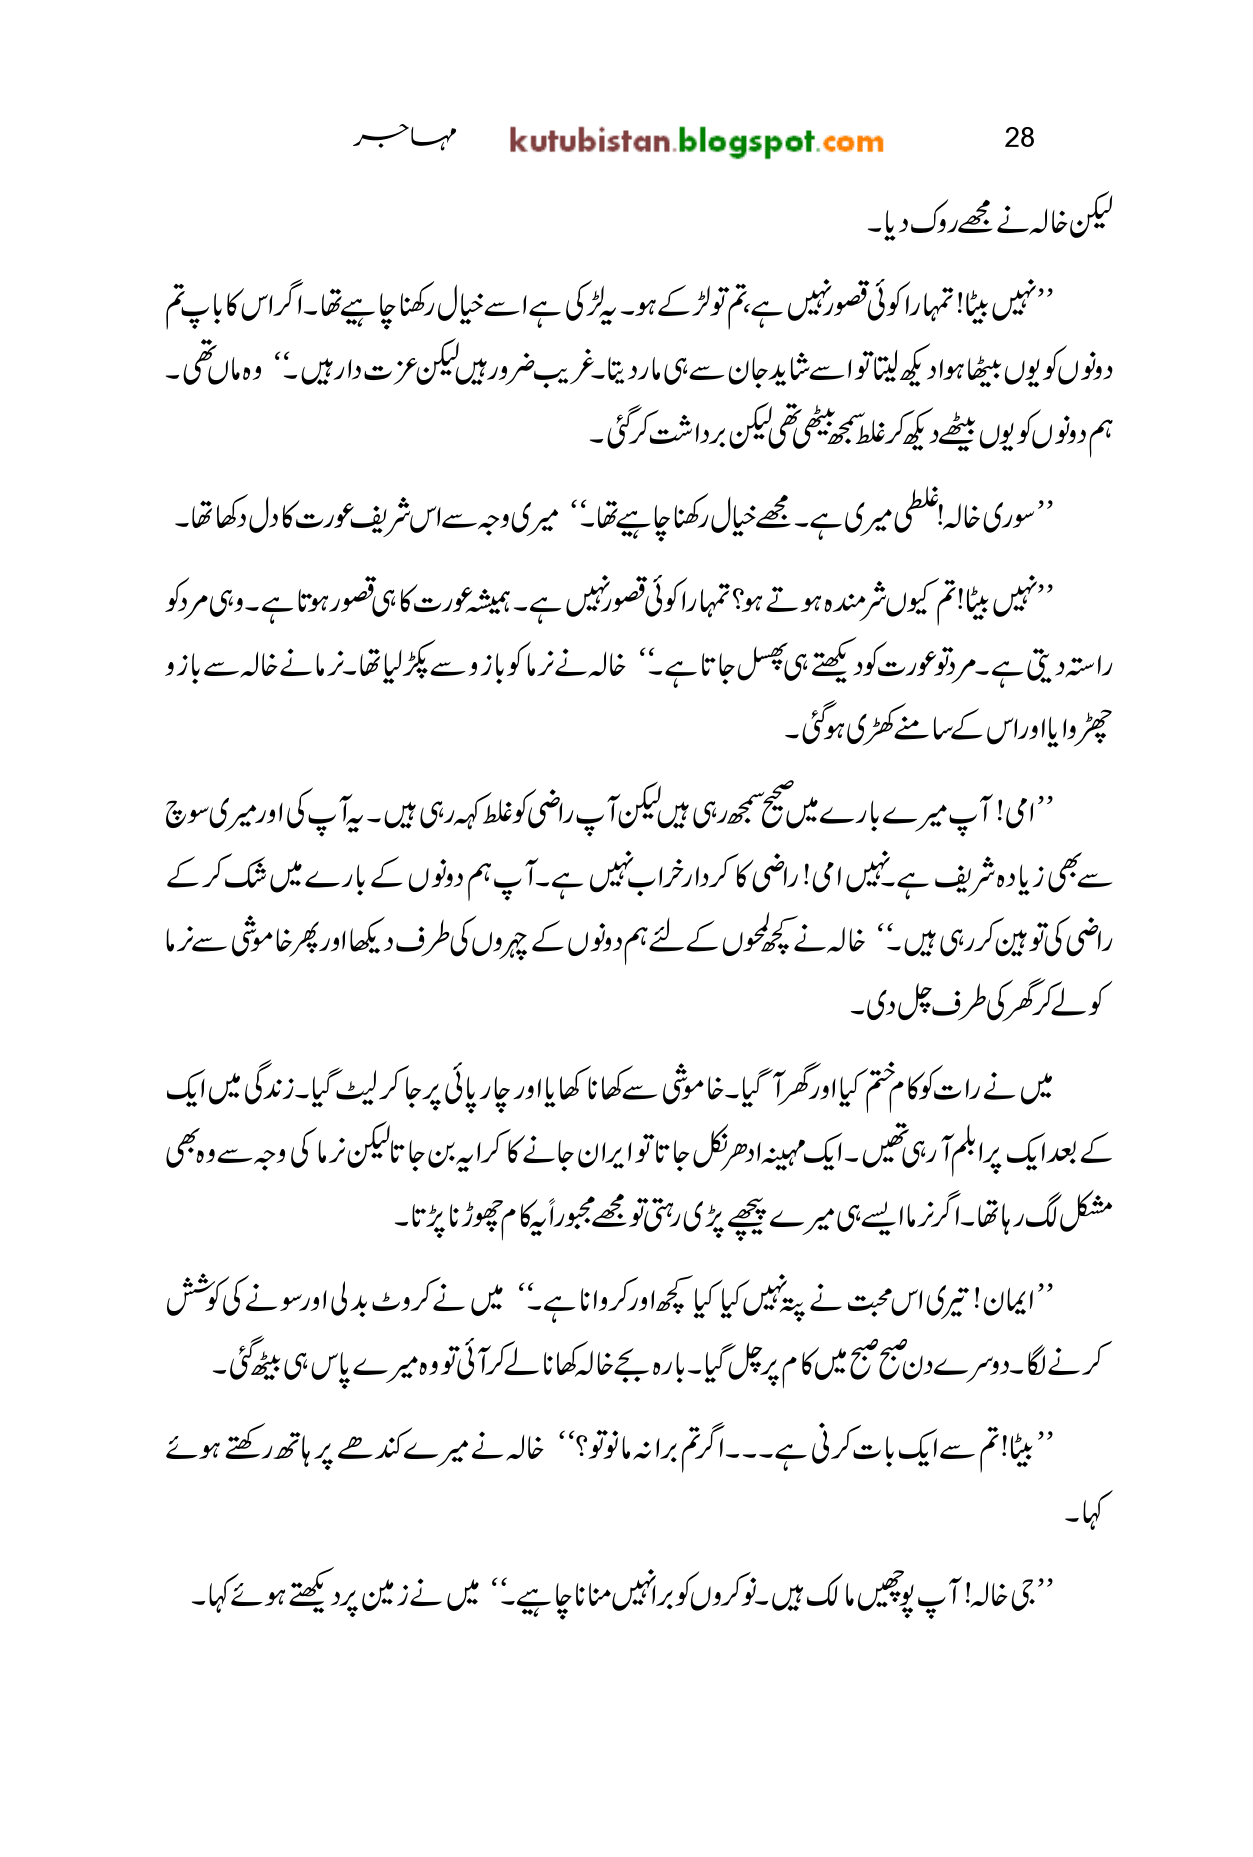 28 kutubistan.blogspot.com مہاجر
لیکن خالہ نے مجھے روک دیا۔
’’نہیں بیٹا! تمہارا کوئی قصور نہیں ہے، تم تو لڑکے ہو۔ یہ لڑکی ہے اسے خیال رکھنا چاہیے تھا۔ اگر اس کا باپ تم
دونوں کو یوں بیٹھا ہوا دیکھ لیتا تو اسے شاید جان سے ہی مار دیتا۔ غریب ضرور ہیں لیکن عزت دار ہیں۔‘‘ وہ ماں تھی۔
ہم دونوں کو یوں بیٹھے دیکھ کر غلط سمجھ بیٹھی تھی لیکن برداشت کر گئی۔
’’سوری خالہ! غلطی میری ہے۔ مجھے خیال رکھنا چاہیے تھا۔‘‘ میری وجہ سے اس شریف عورت کا دل دکھا تھا۔
’’نہیں بیٹا! تم کیوں شرمندہ ہوتے ہو؟ تمہارا کوئی قصور نہیں ہے۔ ہمیشہ عورت کا ہی قصور ہوتا ہے۔ وہی مرد کو
راستہ دیتی ہے۔ مرد تو عورت کو دیکھتے ہی پھسل جاتا ہے۔‘‘ خالہ نے نرما کو بازو سے پکڑ لیا تھا۔ نرما نے خالہ سے بازو
چھڑوایا اور اس کے سامنے کھڑی ہو گئی۔
’’امی! آپ میرے بارے میں صحیح سمجھ رہی ہیں لیکن آپ راضی کو غلط کہہ رہی ہیں۔ یہ آپ کی اور میری سوچ
سے بھی زیادہ شریف ہے۔ نہیں امی! راضی کا کردار خراب نہیں ہے۔ آپ ہم دونوں کے بارے میں شک کر کے
راضی کی توہین کر رہی ہیں۔‘‘ خالہ نے کچھ لمحوں کے لئے ہم دونوں کے چہروں کی طرف دیکھا اور پھر خاموشی سے نرما
کو لے کر گھر کی طرف چل دی۔
میں نے رات کو کام ختم کیا اور گھر آ گیا۔ خاموشی سے کھانا کھایا اور چارپائی پر جا کر لیٹ گیا۔ زندگی میں ایک
کے بعد ایک پرابلم آ رہی تھیں۔ ایک مہینہ ادھر نکل جاتا تو ایران جانے کا کرایہ بن جاتا لیکن نرما کی وجہ سے وہ بھی
مشکل لگ رہا تھا۔ اگر نرما ایسے ہی میرے پیچھے پڑی رہتی تو مجھے مجبوراً یہ کام چھوڑنا پڑتا۔
’’ایمان! تیری اس محبت نے پتہ نہیں کیا کیا کچھ اور کروانا ہے۔‘‘ میں نے کروٹ بدلی اور سونے کی کوشش
کرنے لگا۔ دوسرے دن صبح صبح میں کام پر چل گیا۔ بارہ بجے خالہ کھانا لے کر آئی تو وہ میرے پاس ہی بیٹھ گئی۔
’’بیٹا! تم سے ایک بات کرنی ہے۔۔۔ اگر تم برا نہ مانو تو؟‘‘ خالہ نے میرے کندھے پر ہاتھ رکھتے ہوئے
کہا۔
’’جی خالہ! آپ پوچھیں مالک ہیں۔ نوکروں کو برا نہیں منانا چاہیے۔‘‘ میں نے زمین پر دیکھتے ہوئے کہا۔